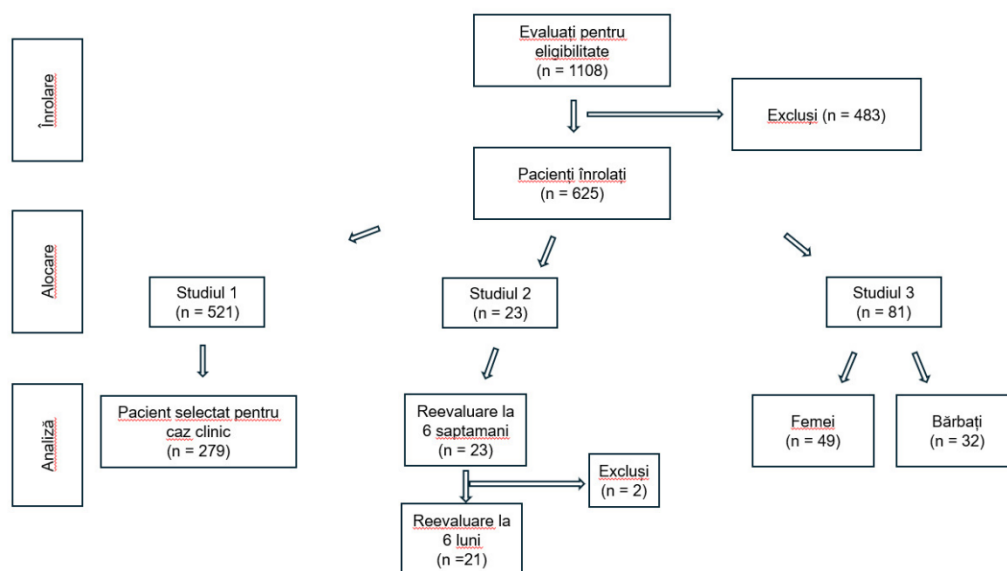 Înrolare
Evaluați pentru
eligibilitate
(n = 1108)
Excluși (n = 483)
Pacienți înrolați
(n = 625)
Alocare
Studiul 1
(n = 521)
Studiul 2
(n = 23)
Studiul 3
(n = 81)
Analiză
Pacient selectat pentru
caz clinic
(n = 279)
Reevaluare la
6 saptamani
(n = 23)
Excluși
(n = 2)
Reevaluare la
6 luni
(n =21)
Femei
(n = 49)
Bărbați
(n = 32)